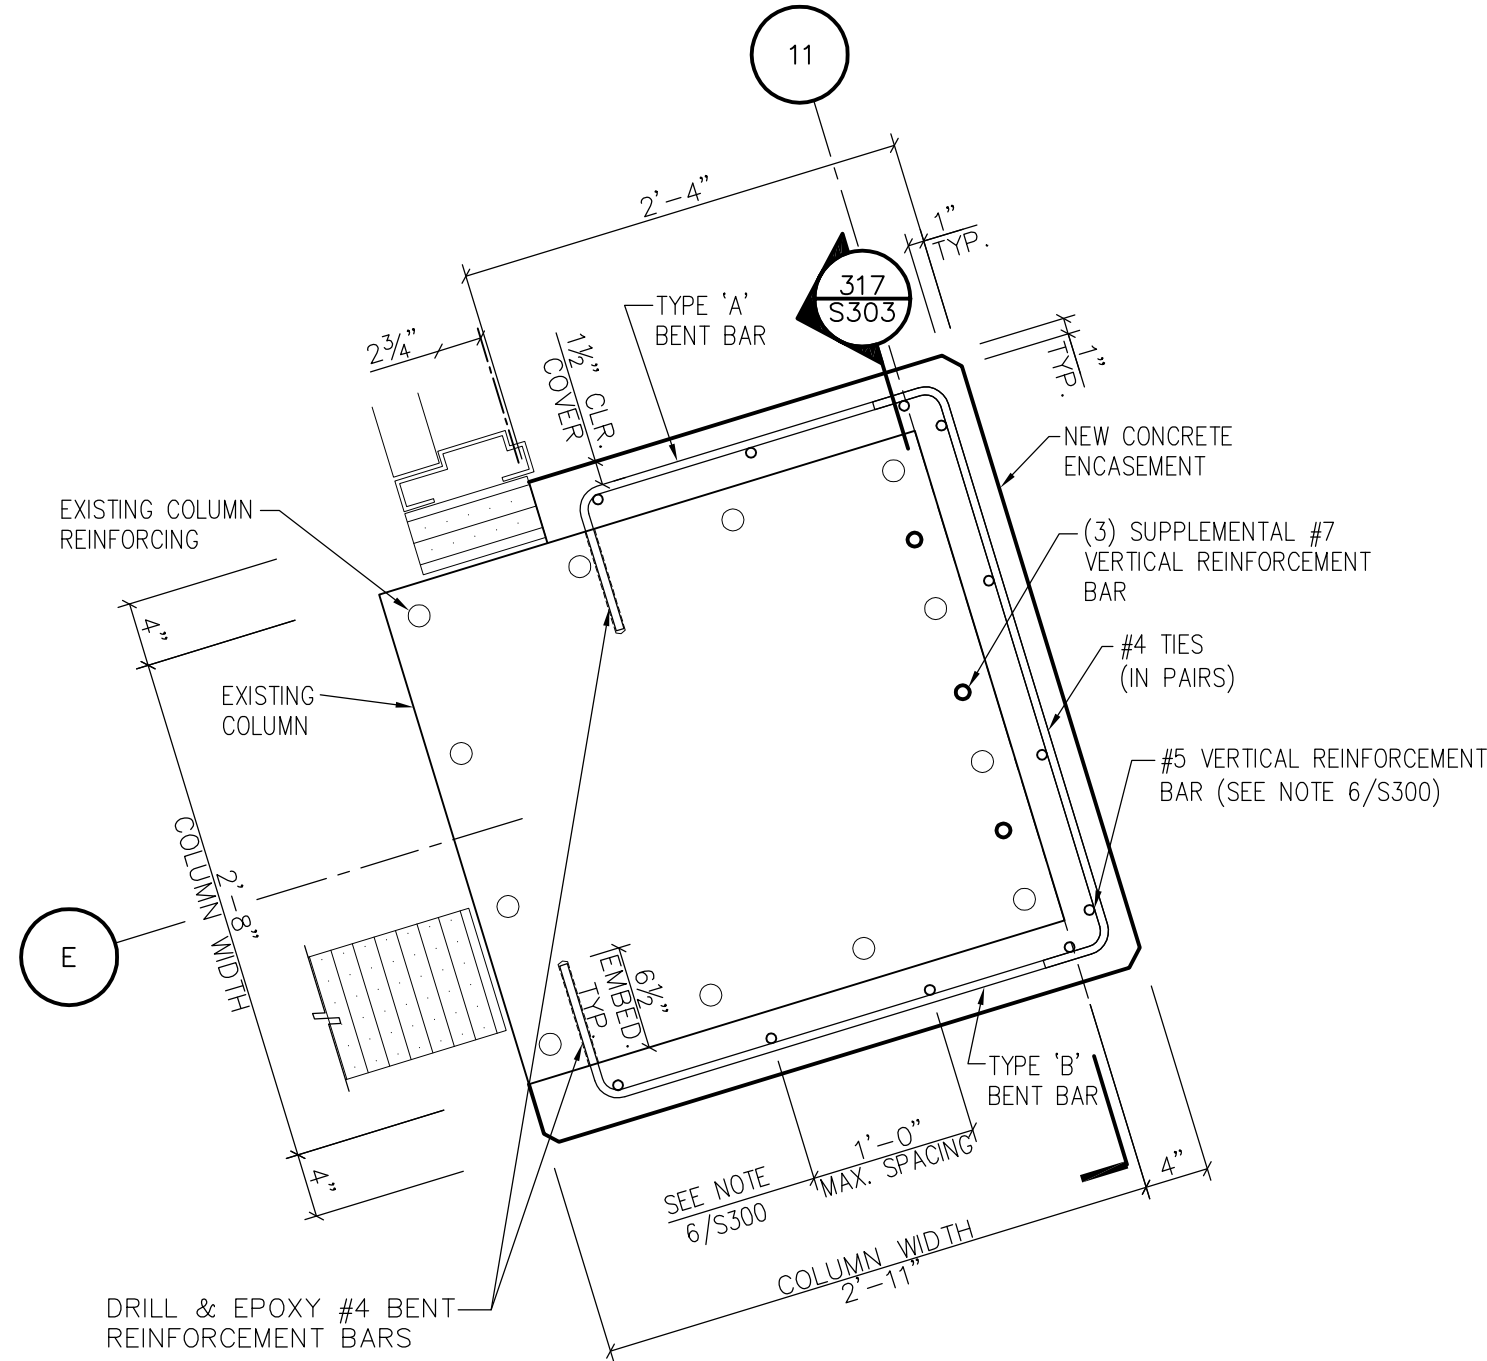 11
2'-4"
1"
TYP.
317
S303
TYPE 'A'
BENT BAR
2¾"
1½" CLR.
COVER
1"
TYP.
NEW CONCRETE
ENCASEMENT
EXISTING COLUMN
REINFORCING
(3) SUPPLEMENTAL #7
VERTICAL REINFORCEMENT
BAR
4"
#4 TIES
(IN PAIRS)
EXISTING
COLUMN
#5 VERTICAL REINFORCEMENT
BAR (SEE NOTE 6/S300)
2'-8"
COLUMN WIDTH
E
6½"
EMBED.
TYP.
TYPE 'B'
BENT BAR
4"
1'-0"
MAX. SPACING
4"
SEE NOTE
6/S300
COLUMN WIDTH
2'-11"
DRILL & EPOXY #4 BENT
REINFORCEMENT BARS